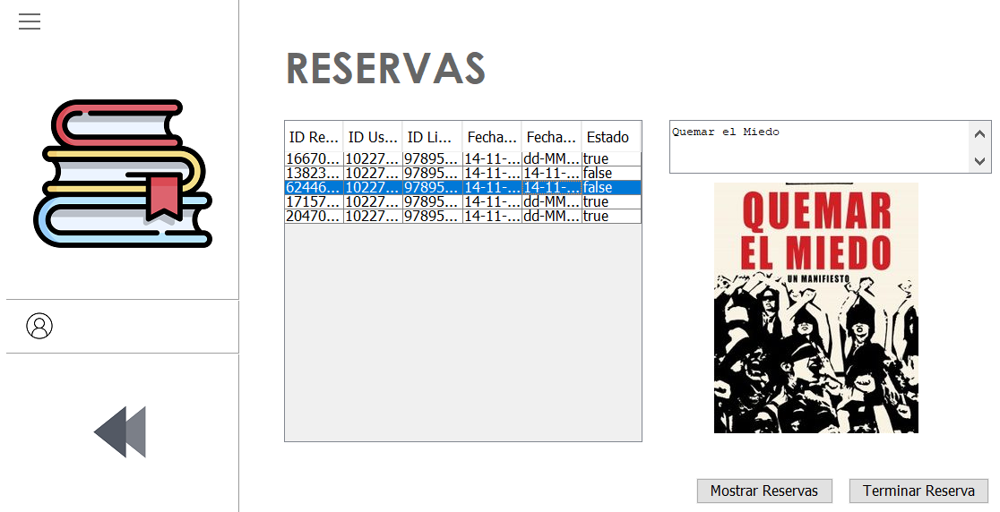 RESERVAS
ID Re... ID Us... ID Li... Fecha... Fecha... Estado
16670... 10227... 97895... 14-11-... dd-MM... true
13823... 10227... 97895... 14-11-... 14-11-... false
62446... 10227... 97895... 14-11-... 14-11-... false
17157... 10227... 97895... 14-11-... dd-MM... true
20470... 10227... 97895... 14-11-... dd-MM... true
Quemar el Miedo
QUEMAR
EL MIEDO
UN MANIFIESTO
Mostrar Reservas
Terminar Reserva